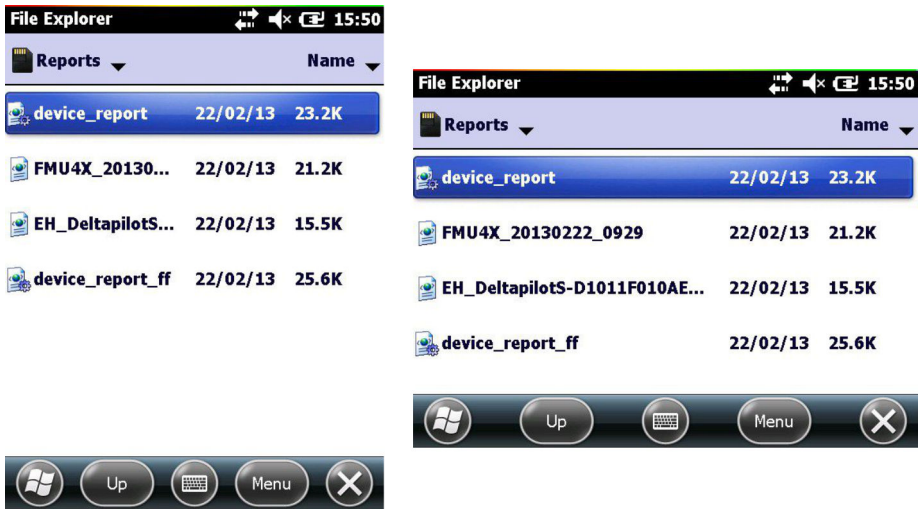 File Explorer 15:50
Reports Name
device_report 22/02/13 23.2K
FMU4X_20130... 22/02/13 21.2K
EH_DeltapilotS... 22/02/13 15.5K
device_report_ff 22/02/13 25.6K
Up Menu
File Explorer 15:50
Reports Name
device_report 22/02/13 23.2K
FMU4X_20130222_0929 22/02/13 21.2K
EH_DeltapilotS-D1011F010AE... 22/02/13 15.5K
device_report_ff 22/02/13 25.6K
Up Menu